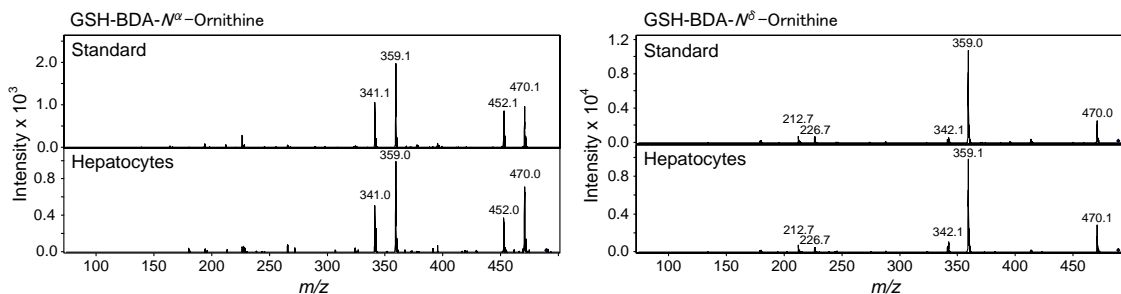 GSH-BDA-Nα-Ornithine
Standard
2.0
1.0
0.0
341.1
359.1
452.1
470.1
Hepatocytes
0.8
0.4
0.0
341.0
359.0
452.0
470.0
Intensity x 10³
100 150 200 250 300 350 400 450
m/z
GSH-BDA-Nδ-Ornithine
Standard
1.2
0.8
0.4
0.0
212.7
226.7
342.1
359.0
470.0
Hepatocytes
0.8
0.4
0.0
212.7
226.7
342.1
359.1
470.1
Intensity x 10⁴
100 150 200 250 300 350 400 450
m/z